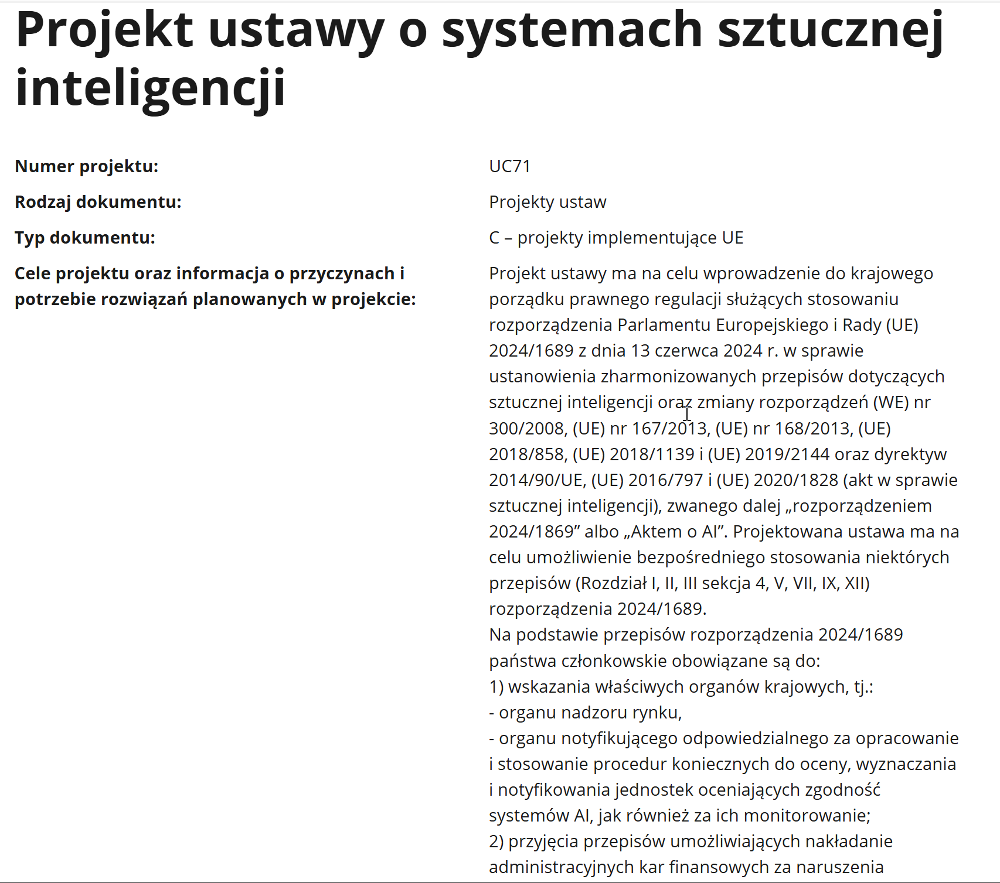 Projekt ustawy o systemach sztucznej
inteligencji
Numer projektu:
UC71
Rodzaj dokumentu:
Projekty ustaw
Typ dokumentu:
C – projekty implementujące UE
Cele projektu oraz informacja o przyczynach i
potrzebie rozwiązań planowanych w projekcie:
Projekt ustawy ma na celu wprowadzenie do krajowego
porządku prawnego regulacji służących stosowaniu
rozporządzenia Parlamentu Europejskiego i Rady (UE)
2024/1689 z dnia 13 czerwca 2024 r. w sprawie
ustanowienia zharmonizowanych przepisów dotyczących
sztucznej inteligencji oraz zmiany rozporządzeń (WE) nr
300/2008, (UE) nr 167/2013, (UE) nr 168/2013, (UE)
2018/858, (UE) 2018/1139 i (UE) 2019/2144 oraz dyrektyw
2014/90/UE, (UE) 2016/797 i (UE) 2020/1828 (akt w sprawie
sztucznej inteligencji), zwanego dalej „rozporządzeniem
2024/1869” albo „Aktem o AI”. Projektowana ustawa ma na
celu umożliwienie bezpośredniego stosowania niektórych
przepisów (Rozdział I, II, III sekcja 4, V, VII, IX, XII)
rozporządzenia 2024/1689.
Na podstawie przepisów rozporządzenia 2024/1689
państwa członkowskie obowiązane są do:
1) wskazania właściwych organów krajowych, tj.:
- organu nadzoru rynku,
- organu notyfikującego odpowiedzialnego za opracowanie
i stosowanie procedur koniecznych do oceny, wyznaczania
i notyfikowania jednostek oceniających zgodność
systemów AI, jak również za ich monitorowanie;
2) przyjęcia przepisów umożliwiających nakładanie
administracyjnych kar finansowych za naruszenia